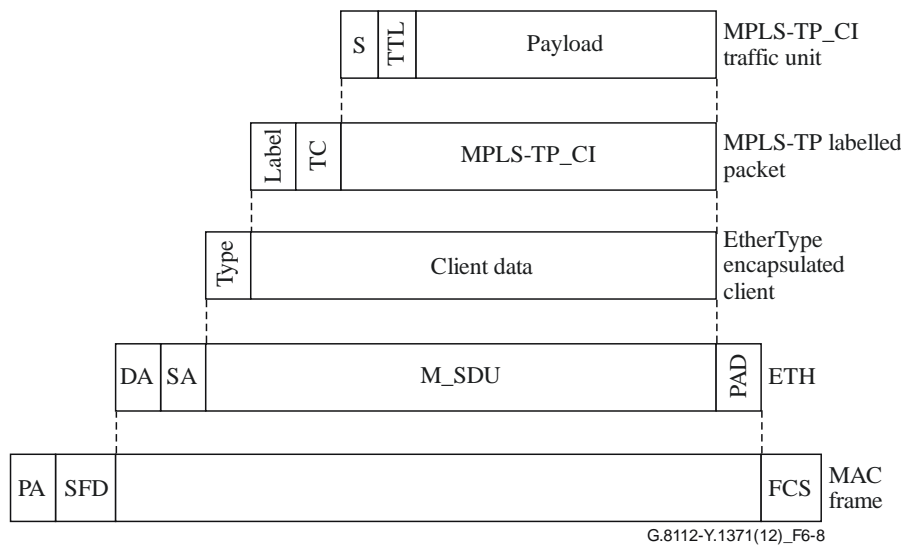 S TTL Payload MPLS-TP_CI
traffic unit
Label TC MPLS-TP_CI MPLS-TP labelled
packet
Type Client data EtherType
encapsulated
client
DA SA M_SDU PAD ETH
PA SFD FCS MAC
frame
G.8112-Y.1371(12)_F6-8